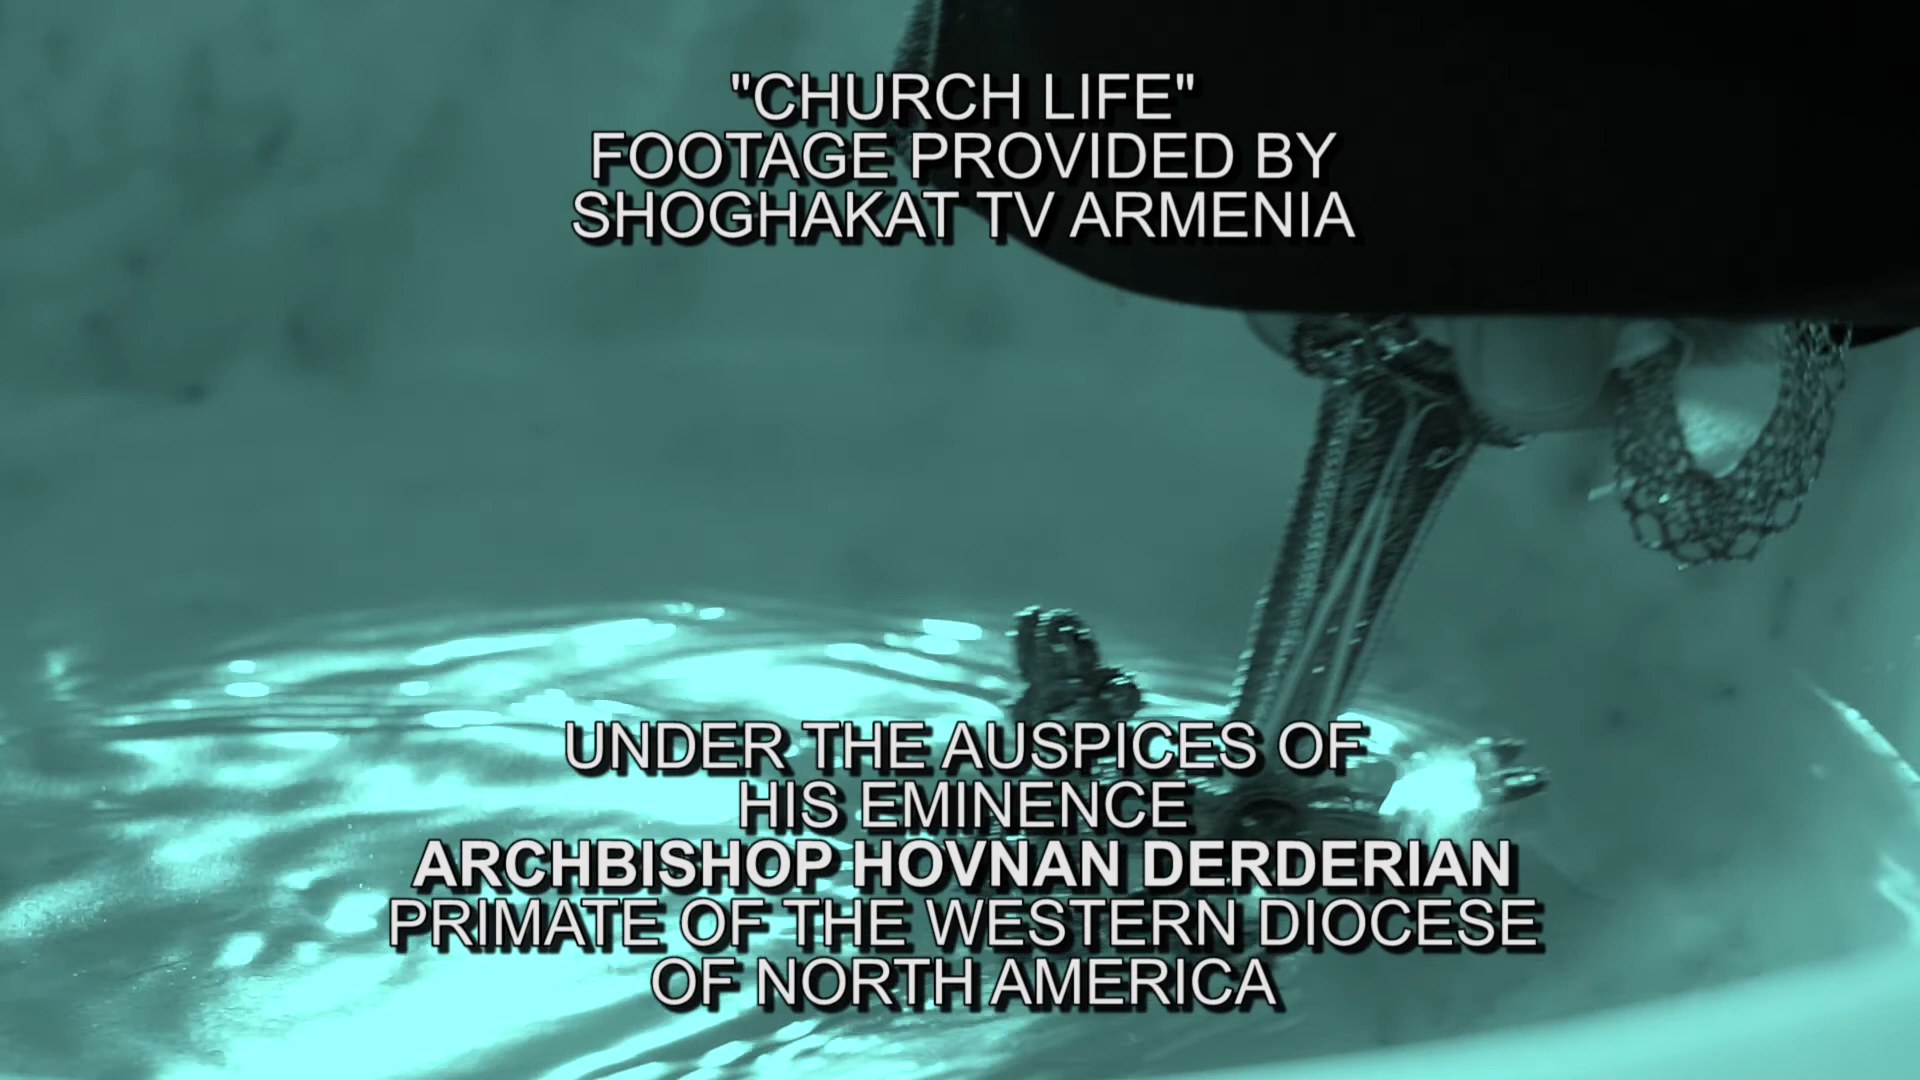 "CHURCH LIFE"
FOOTAGE PROVIDED BY
SHOGHAKAT TV ARMENIA
UNDER THE AUSPICES OF
HIS EMINENCE
ARCHBISHOP HOVNAN DERDERIAN
PRIMATE OF THE WESTERN DIOCESE
OF NORTH AMERICA